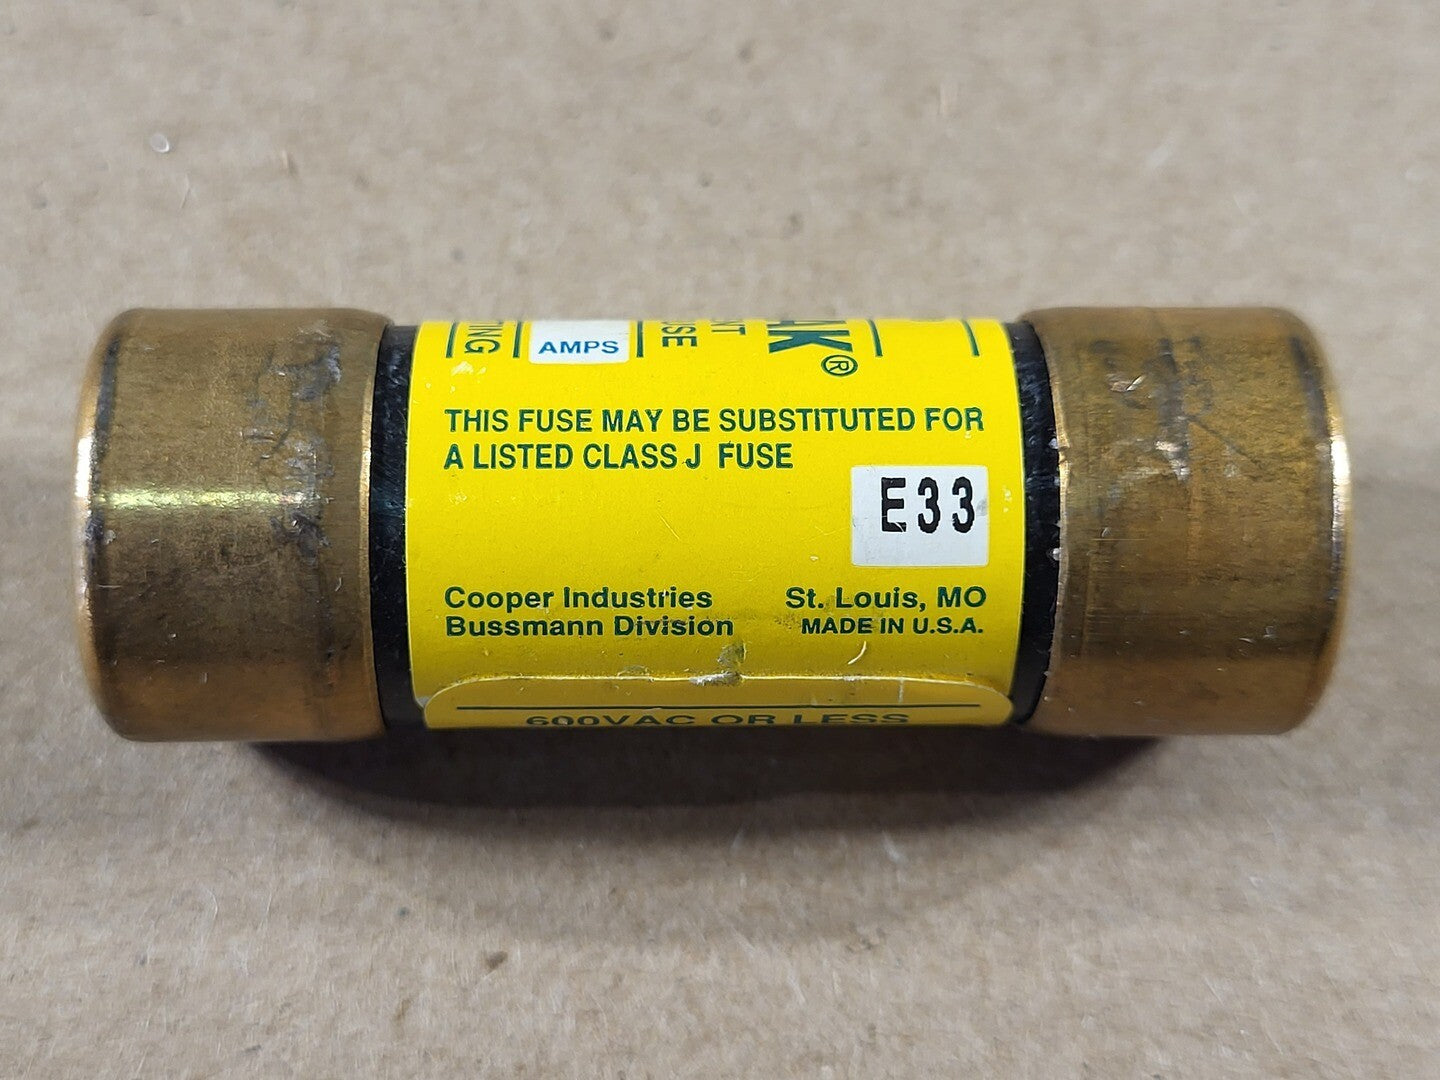 AMPS
AK®
THIS FUSE MAY BE SUBSTITUTED FOR
A LISTED CLASS J FUSE
E33
Cooper Industries St. Louis, MO
Bussmann Division MADE IN U.S.A.
600VAC OR LESS